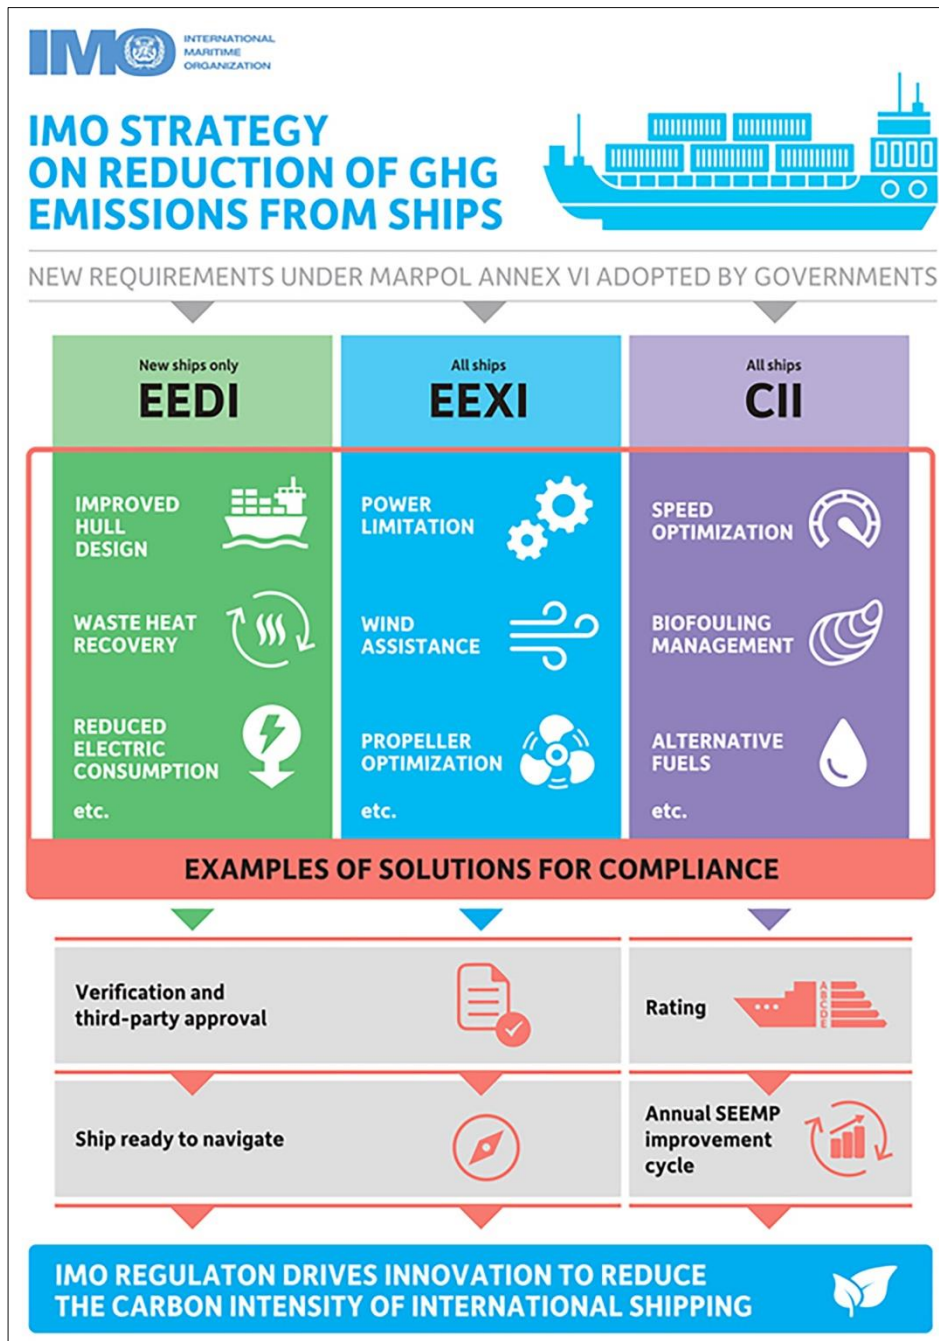 IMO
INTERNATIONAL
MARITIME
ORGANIZATION
IMO STRATEGY
ON REDUCTION OF GHG
EMISSIONS FROM SHIPS
NEW REQUIREMENTS UNDER MARPOL ANNEX VI ADOPTED BY GOVERNMENTS
New ships only
EEDI
IMPROVED
HULL
DESIGN
WASTE HEAT
RECOVERY
REDUCED
ELECTRIC
CONSUMPTION
etc.
All ships
EEXI
POWER
LIMITATION
WIND
ASSISTANCE
PROPELLER
OPTIMIZATION
etc.
All ships
CII
SPEED
OPTIMIZATION
BIOFOULING
MANAGEMENT
ALTERNATIVE
FUELS
etc.
EXAMPLES OF SOLUTIONS FOR COMPLIANCE
Verification and
third-party approval
Ship ready to navigate
Rating
A
B
C
D
E
Annual SEEMP
improvement
cycle
IMO REGULATON DRIVES INNOVATION TO REDUCE
THE CARBON INTENSITY OF INTERNATIONAL SHIPPING